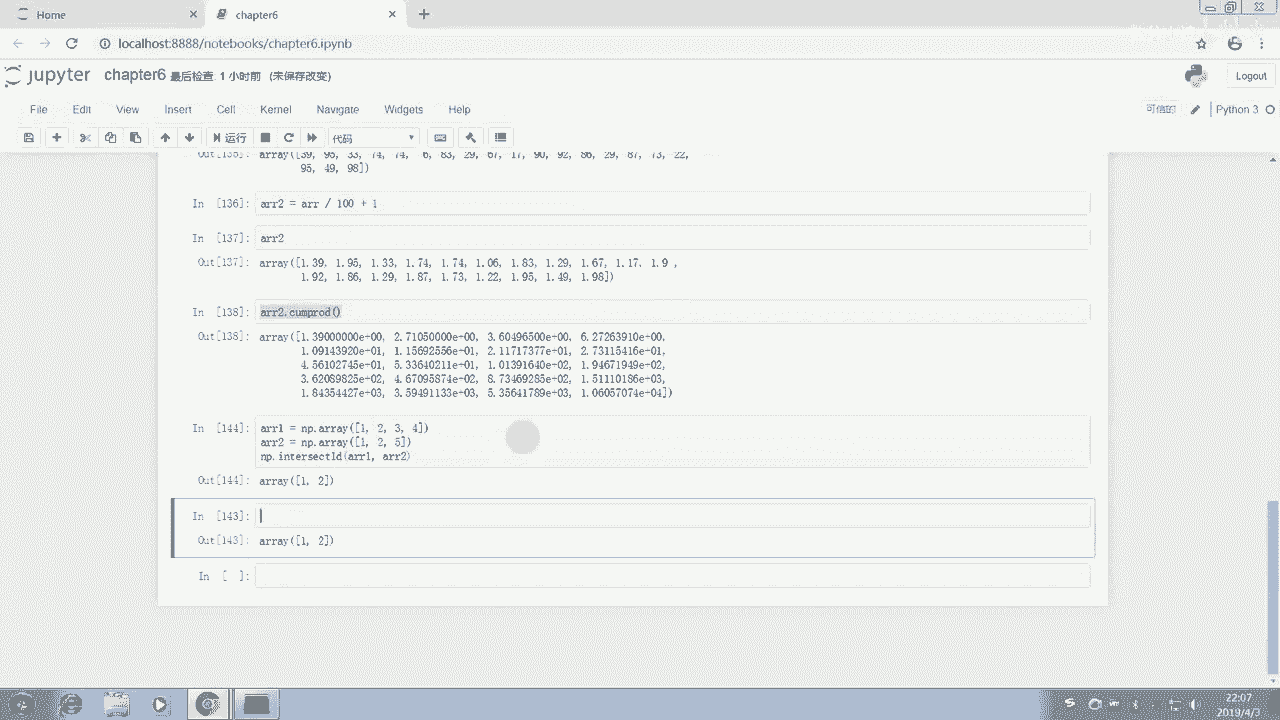 Home
chapter6
localhost:8888/notebooks/chapter6.ipynb
jupyter chapter6 最后检查: 1 小时前 (未保存改变)
Logout
File Edit View Insert Cell Kernel Navigate Widgets Help
可信的 Python 3
运行 代码
Out[135]: array([39, 95, 33, 74, 74, 6, 83, 29, 67, 17, 90, 92, 86, 29, 87, 73, 22,
95, 49, 98])
In [136]: arr2 = arr / 100 + 1
In [137]: arr2
Out[137]: array([1.39, 1.95, 1.33, 1.74, 1.74, 1.06, 1.83, 1.29, 1.67, 1.17, 1.9 ,
1.92, 1.86, 1.29, 1.87, 1.73, 1.22, 1.95, 1.49, 1.98])
In [138]: arr2.cumprod()
Out[138]: array([1.39000000e+00, 2.71050000e+00, 3.60496500e+00, 6.27263910e+00,
1.09143920e+01, 1.15692556e+01, 2.11717377e+01, 2.73115416e+01,
4.56102745e+01, 5.33640211e+01, 1.01391640e+02, 1.94671949e+02,
3.62089825e+02, 4.67095874e+02, 8.73469285e+02, 1.51110186e+03,
1.84354427e+03, 3.59491133e+03, 5.35641789e+03, 1.06057074e+04])
In [144]: arr1 = np.array([1, 2, 3, 4])
arr2 = np.array([1, 2, 5])
np.intersect1d(arr1, arr2)
Out[144]: array([1, 2])
In [143]:
Out[143]: array([1, 2])
In [ ]:
22:07
2019/4/3